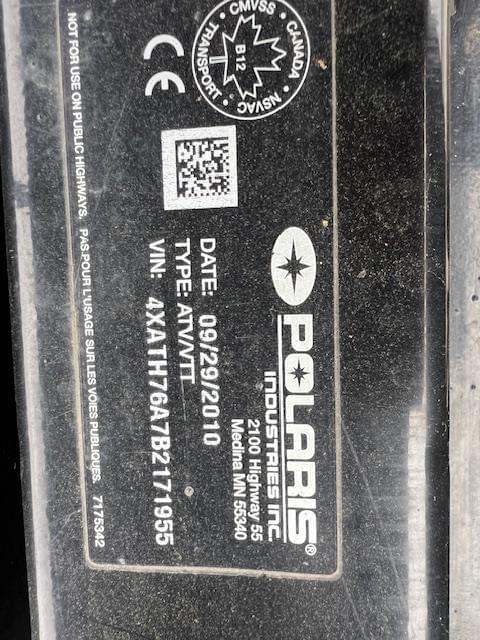 POLARIS®
INDUSTRIES INC.
2100 Highway 55
Medina MN 55340
DATE: 09/29/2010
TYPE: ATV/VTT
VIN: 4XATH76A7B2171955
CMVSS • CANADA • NSVAC • TRANSPORT •
B12
CE
NOT FOR USE ON PUBLIC HIGHWAYS. PAS POUR L'USAGE SUR LES VOIES PUBLIQUES. 7175342